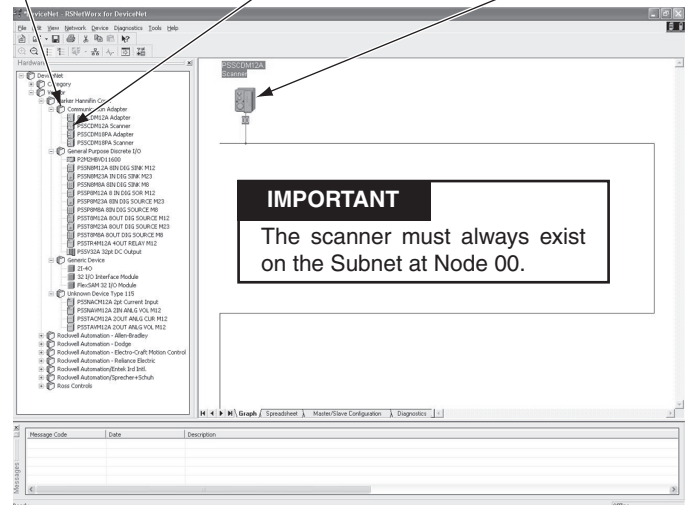 DeviceNet - RSNetWorx for DeviceNet
File Edit View Network Device Diagnostics Tools Help
Hardware
DeviceNet
Category
Vendor
Parker Hannifin Co...
Communication Adapter
PSSCDM12A Adapter
PSSCDM12A Scanner
PSSCDM18PA Adapter
PSSCDM18PA Scanner
General Purpose Discrete I/O
P2M2HBVD11600
PSSN8M12A 8IN DIG SINK M12
PSSN8M23A IN DIG SINK M23
PSSN8M8A 8IN DIG SINK M8
PSSP8M12A 8 IN DIG SOR M12
PSSP8M23A 8IN DIG SOURCE M23
PSSP8M8A 8IN DIG SOURCE M8
PSST8M12A 8OUT DIG SOURCE M12
PSST8M23A 8OUT DIG SOURCE M23
PSST8M8A 8OUT DIG SOURCE M8
PSSTR4M12A 4OUT RELAY M12
PSSV32A 32pt DC Output
Generic Device
2I-4O
32 I/O Interface Module
FlexSAM 32 I/O Module
Unknown Device Type 115
PSSNACM12A 2pt Current Input
PSSNAVM12A 2IN ANLG VOL M12
PSSTACM12A 2OUT ANLG CUR M12
PSSTAVM12A 2OUT ANLG VOL M12
Rockwell Automation - Allen-Bradley
Rockwell Automation - Dodge
Rockwell Automation - Electro-Craft Motion Control
Rockwell Automation - Reliance Electric
Rockwell Automation/Entek Ird Intl.
Rockwell Automation/Sprecher+Schuh
Ross Controls
PSSCDM12A
Scanner
IMPORTANT
The scanner must always exist
on the Subnet at Node 00.
Graph Spreadsheet Master/Slave Configuration Diagnostics
Messages
Message Code Date Description